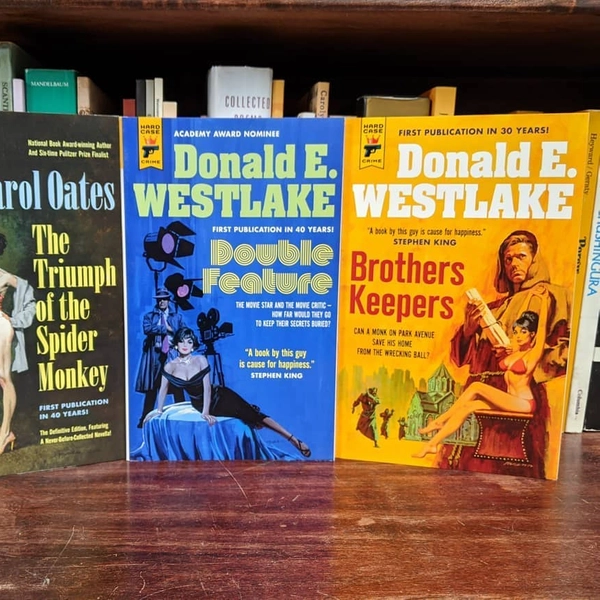 MANDELBAUM
COLLECTED
National Book Award-winning Author
And Six-time Pulitzer Prize Finalist
arol Oates
The
Triumph
of the
Spider
Monkey
FIRST PUBLICATION
IN 40 YEARS!
The Definitive Edition, Featuring
A Never-Before-Collected Novella!
HARD
CASE
CRIME
ACADEMY AWARD NOMINEE
Donald E.
WESTLAKE
FIRST PUBLICATION IN 40 YEARS!
Double
Feature
THE MOVIE STAR AND THE MOVIE CRITIC –
HOW FAR WOULD THEY GO
TO KEEP THEIR SECRETS BURIED?
"A book by this guy
is cause for happiness."
STEPHEN KING
HARD
CASE
CRIME
FIRST PUBLICATION IN 30 YEARS!
Donald E.
WESTLAKE
"A book by this guy is cause for happiness."
STEPHEN KING
Brothers
Keepers
CAN A MONK ON PARK AVENUE
SAVE HIS HOME
FROM THE WRECKING BALL?